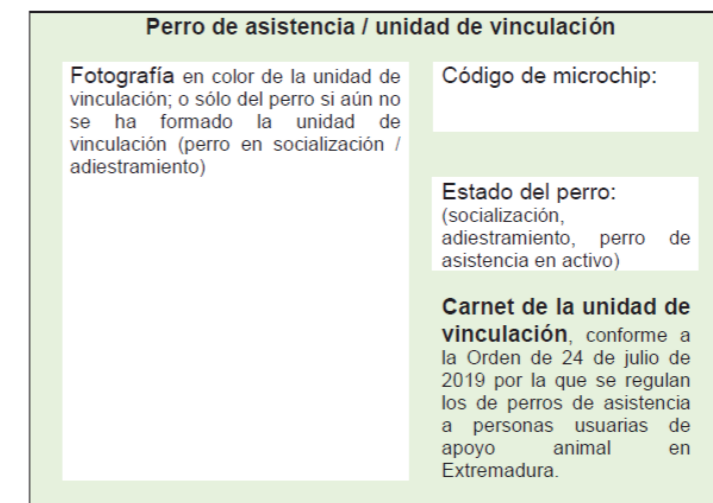 Perro de asistencia / unidad de vinculación
Fotografía en color de la unidad de
vinculación; o sólo del perro si aún no
se ha formado la unidad de
vinculación (perro en socialización /
adiestramiento)
Código de microchip:
Estado del perro:
(socialización,
adiestramiento, perro de
asistencia en activo)
Carnet de la unidad de
vinculación, conforme a
la Orden de 24 de julio de
2019 por la que se regulan
los de perros de asistencia
a personas usuarias de
apoyo animal en
Extremadura.